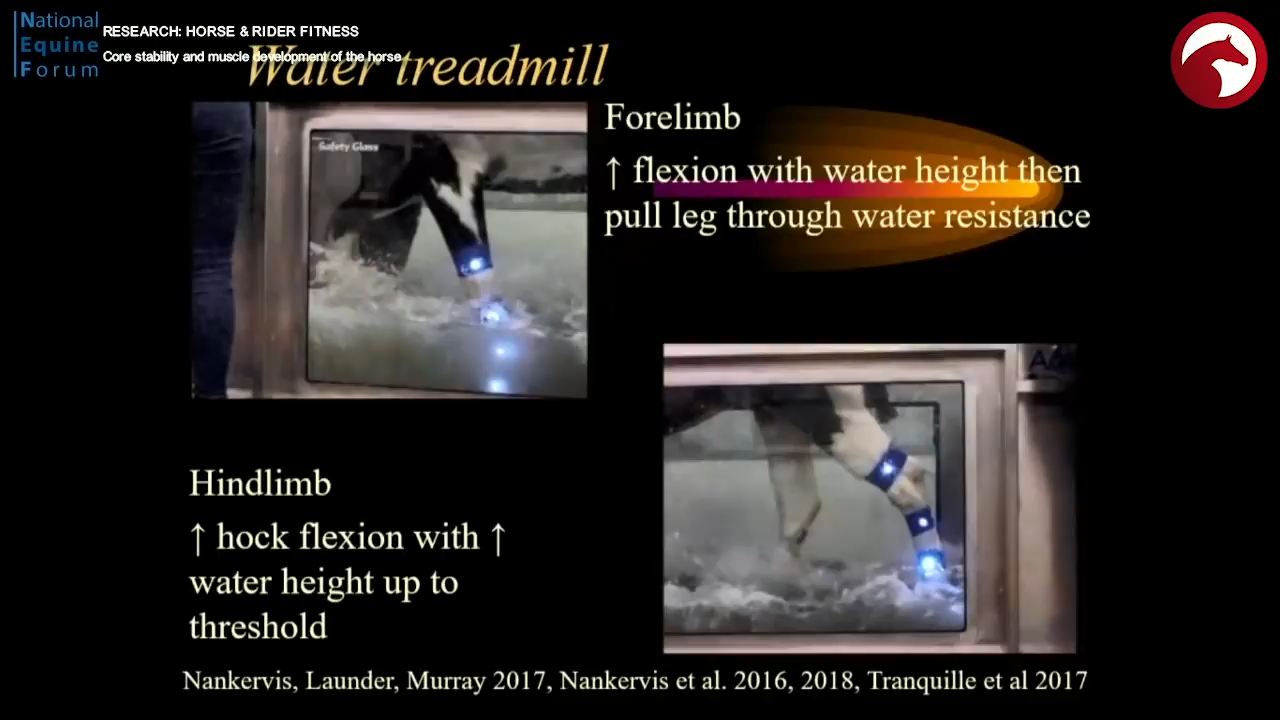 National
Equine
Forum
RESEARCH: HORSE & RIDER FITNESS
Core stability and muscle development of the horse
Water treadmill
Safety Glass
Forelimb
↑ flexion with water height then
pull leg through water resistance
Hindlimb
↑ hock flexion with ↑
water height up to
threshold
Nankervis, Launder, Murray 2017, Nankervis et al. 2016, 2018, Tranquille et al 2017